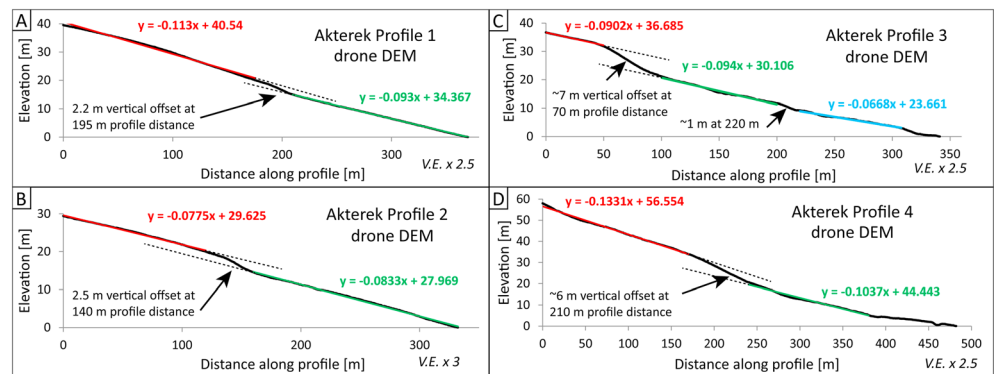 A
Akterek Profile 1
drone DEM
y = -0.113x + 40.54
y = -0.093x + 34.367
2.2 m vertical offset at
195 m profile distance
Elevation [m]
40
30
20
10
0
0 100 200 300
Distance along profile [m]
V.E. x 2.5
B
Akterek Profile 2
drone DEM
y = -0.0775x + 29.625
y = -0.0833x + 27.969
2.5 m vertical offset at
140 m profile distance
Elevation [m]
30
20
10
0
0 100 200 300
Distance along profile [m]
V.E. x 3
C
Akterek Profile 3
drone DEM
y = -0.0902x + 36.685
y = -0.094x + 30.106
y = -0.0668x + 23.661
~7 m vertical offset at
70 m profile distance
~1 m at 220 m
Elevation [m]
40
30
20
10
0
0 50 100 150 200 250 300 350
Distance along profile [m]
V.E. x 2.5
D
Akterek Profile 4
drone DEM
y = -0.1331x + 56.554
y = -0.1037x + 44.443
~6 m vertical offset at
210 m profile distance
Elevation [m]
60
50
40
30
20
10
0
0 50 100 150 200 250 300 350 400 450 500
Distance along profile [m]
V.E. x 2.5